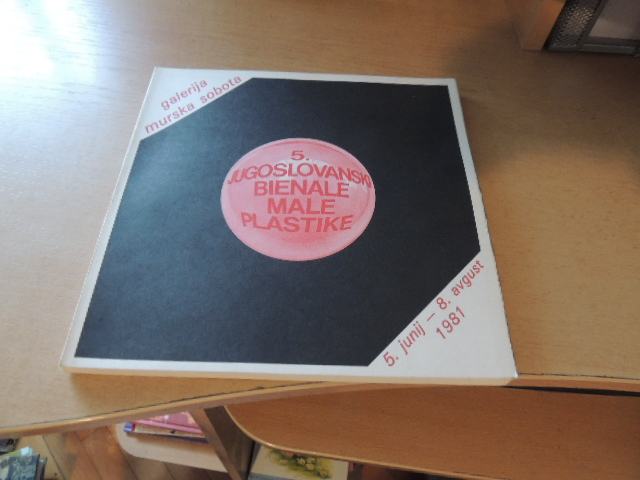 galerija
murska sobota
5.
JUGOSLOVANSKI
BIENALE
MALE
PLASTIKE
5. junij – 8. avgust
1981